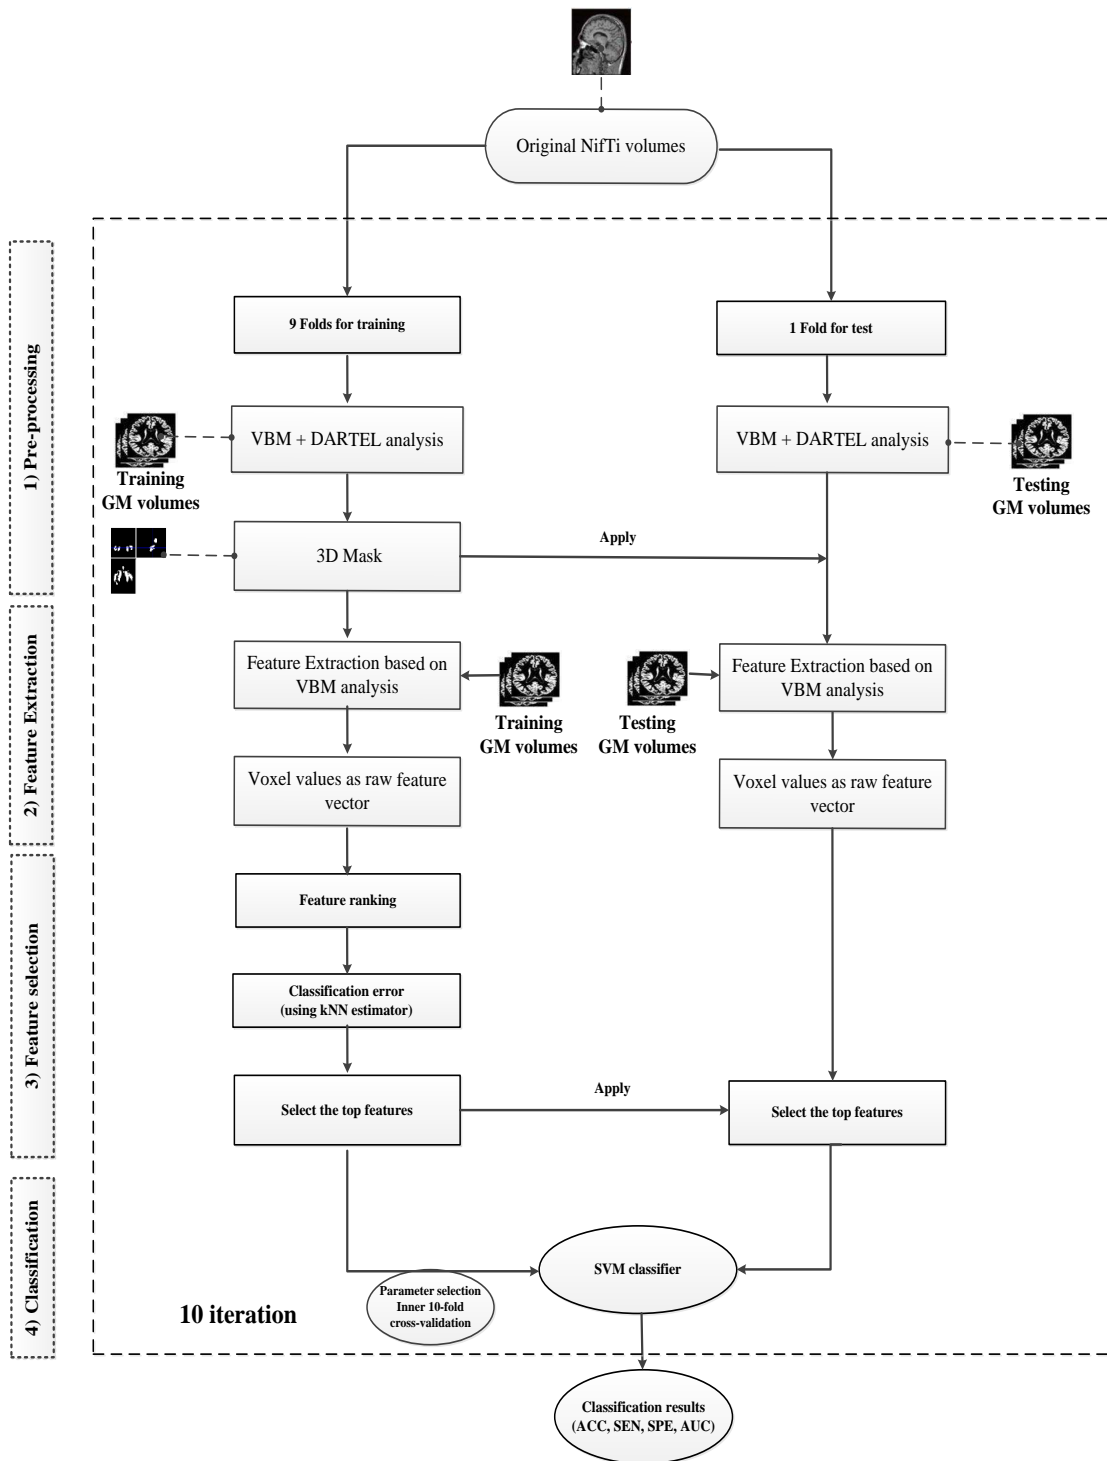 Original NifTi volumes
1) Pre-processing
9 Folds for training
1 Fold for test
VBM + DARTEL analysis
VBM + DARTEL analysis
Training
GM volumes
Testing
GM volumes
3D Mask
Apply
2) Feature Extraction
Feature Extraction based on
VBM analysis
Training
GM volumes
Testing
GM volumes
Feature Extraction based on
VBM analysis
Voxel values as raw feature
vector
Voxel values as raw feature
vector
3) Feature selection
Feature ranking
Classification error
(using kNN estimator)
Select the top features
Apply
Select the top features
4) Classification
SVM classifier
Parameter selection
Inner 10-fold
cross-validation
10 iteration
Classification results
(ACC, SEN, SPE, AUC)